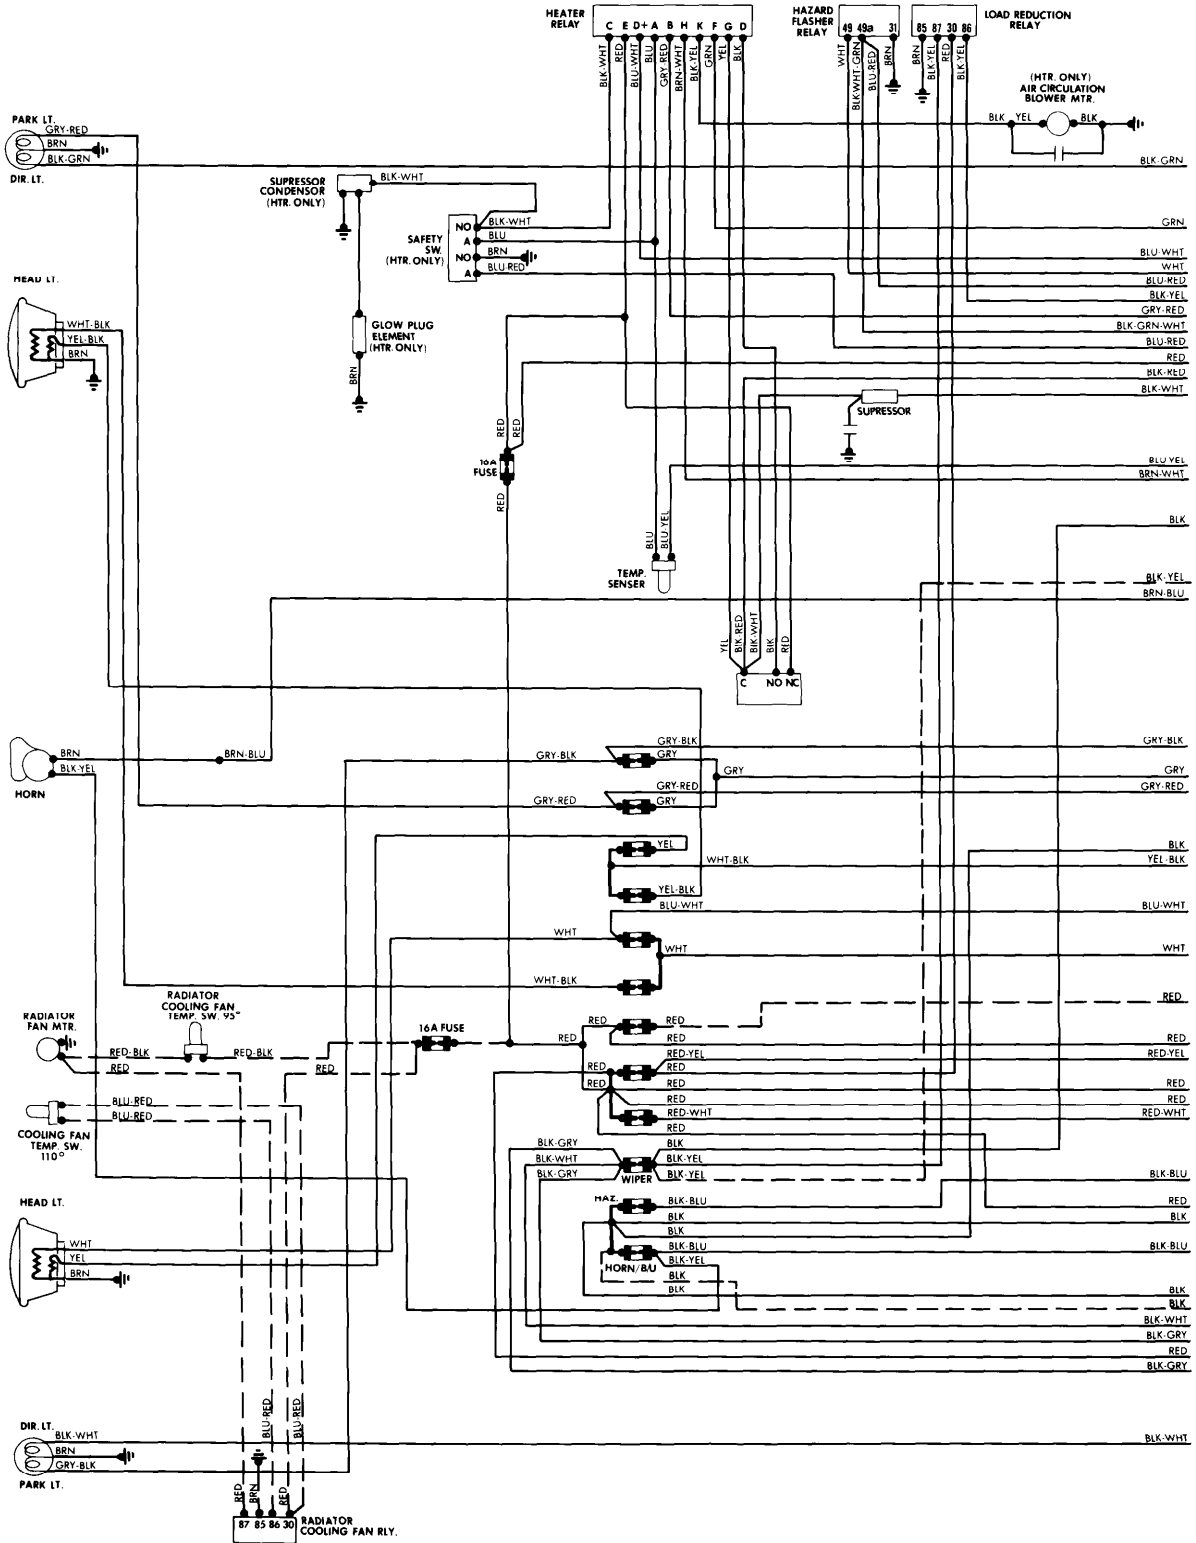 HEATER
RELAY
C E D+ A B H K F G D
BLK-WHT
RED
BLU-WHT
BLU
GRY-RED
BRN-WHT
BLK-YEL
GRN
YEL
BLK
HAZARD
FLASHER
RELAY
49 49a 31
WHT
BLK-WHT-GRN
BLU-RED
BRN
85 87 30 86
LOAD REDUCTION
RELAY
BRN
BLK-YEL
RED
BLK-YEL
(HTR. ONLY)
AIR CIRCULATION
BLOWER MTR.
BLK YEL BLK
PARK LT.
GRY-RED
BRN
BLK-GRN
DIR. LT.
BLK-GRN
SUPRESSOR
CONDENSOR
(HTR. ONLY)
BLK-WHT
SAFETY
SW.
(HTR. ONLY)
NO BLK-WHT
A BLU
NO BRN
A BLU-RED
GRN
BLU-WHT
WHT
BLU-RED
BLK-YEL
GRY-RED
BLK-GRN-WHT
BLU-RED
RED
BLK-RED
BLK-WHT
HEAD LT.
WHT-BLK
YEL-BLK
BRN
GLOW PLUG
ELEMENT
(HTR. ONLY)
BRN
SUPRESSOR
RED
RED
16A
FUSE
RED
BLU YEL
BRN-WHT
BLK
BLU
BLU-YEL
TEMP.
SENSER
BLK-YEL
BRN-BLU
YEL
BLK-RED
BLK-WHT
BLK
RED
C NO NC
HORN
BRN
BLK-YEL
BRN-BLU
GRY-BLK
GRY-BLK
GRY
GRY-BLK
GRY
GRY
GRY-RED
GRY-RED
GRY
GRY-RED
YEL
WHT-BLK
YEL-BLK
BLK
YEL-BLK
BLU-WHT
BLU-WHT
WHT
WHT
WHT
WHT-BLK
RADIATOR
FAN MTR.
RADIATOR
COOLING FAN
TEMP. SW. 95°
RED-BLK
RED-BLK
RED
RED
16A FUSE
RED
RED
RED
RED
RED
RED
RED-YEL
RED-YEL
RED
RED
RED
RED
RED
RED
RED
RED-WHT
RED-WHT
RED
BLU-RED
BLU-RED
COOLING FAN
TEMP. SW.
110°
BLK-GRY
BLK-WHT
BLK-GRY
BLK
BLK-YEL
BLK-YEL
WIPER
BLK-BLU
HAZ.
BLK-BLU
BLK
BLK
RED
BLK
BLK-BLU
BLK-YEL
HORN/B/U
BLK
BLK
BLK-BLU
BLK
BLK
BLK-WHT
BLK-GRY
RED
BLK-GRY
HEAD LT.
WHT
YEL
BRN
DIR. LT.
BLK-WHT
BRN
GRY-BLK
PARK LT.
BLK-WHT
BLU-RED
BLU-RED
RED
BRN
RED
87 85 86 30
RADIATOR
COOLING FAN RLY.